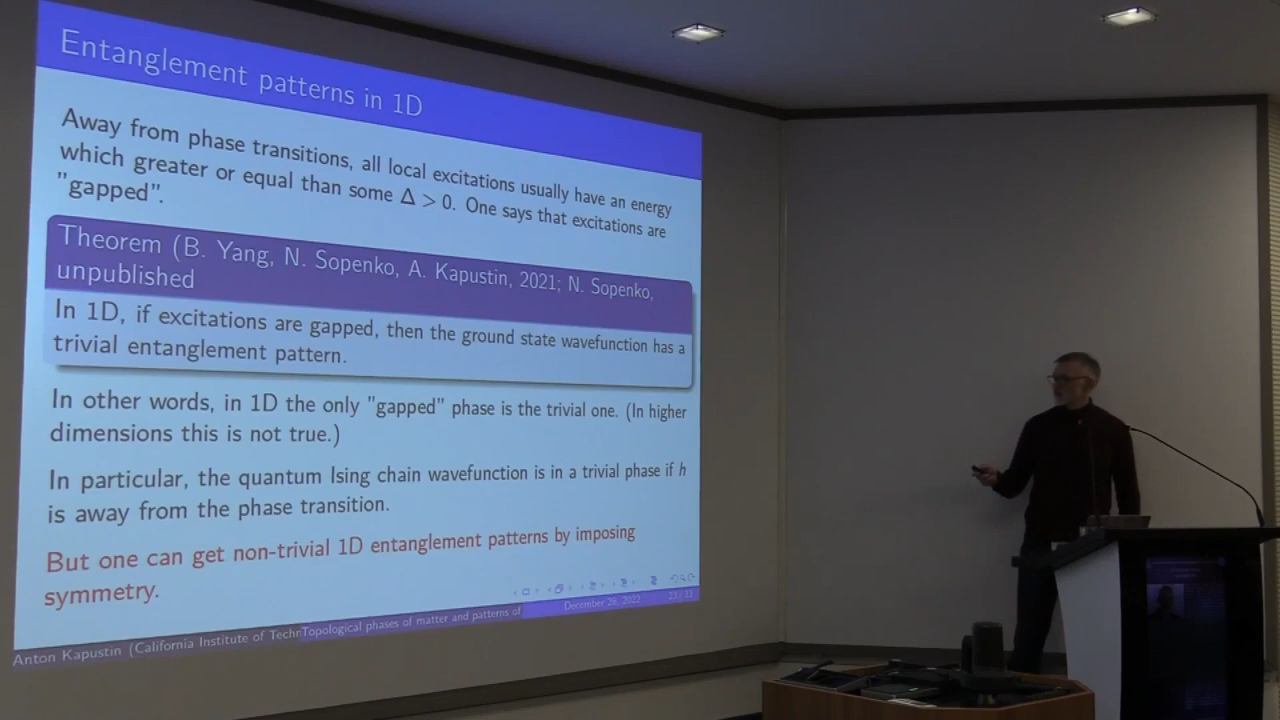 Entanglement patterns in 1D
Away from phase transitions, all local excitations usually have an energy
which greater or equal than some Δ > 0. One says that excitations are
"gapped".
Theorem (B. Yang, N. Sopenko, A. Kapustin, 2021; N. Sopenko,
unpublished
In 1D, if excitations are gapped, then the ground state wavefunction has a
trivial entanglement pattern.
In other words, in 1D the only "gapped" phase is the trivial one. (In higher
dimensions this is not true.)
In particular, the quantum Ising chain wavefunction is in a trivial phase if h
is away from the phase transition.
But one can get non-trivial 1D entanglement patterns by imposing
symmetry.
Anton Kapustin (California Institute of Techn Topological phases of matter and patterns of December 2022